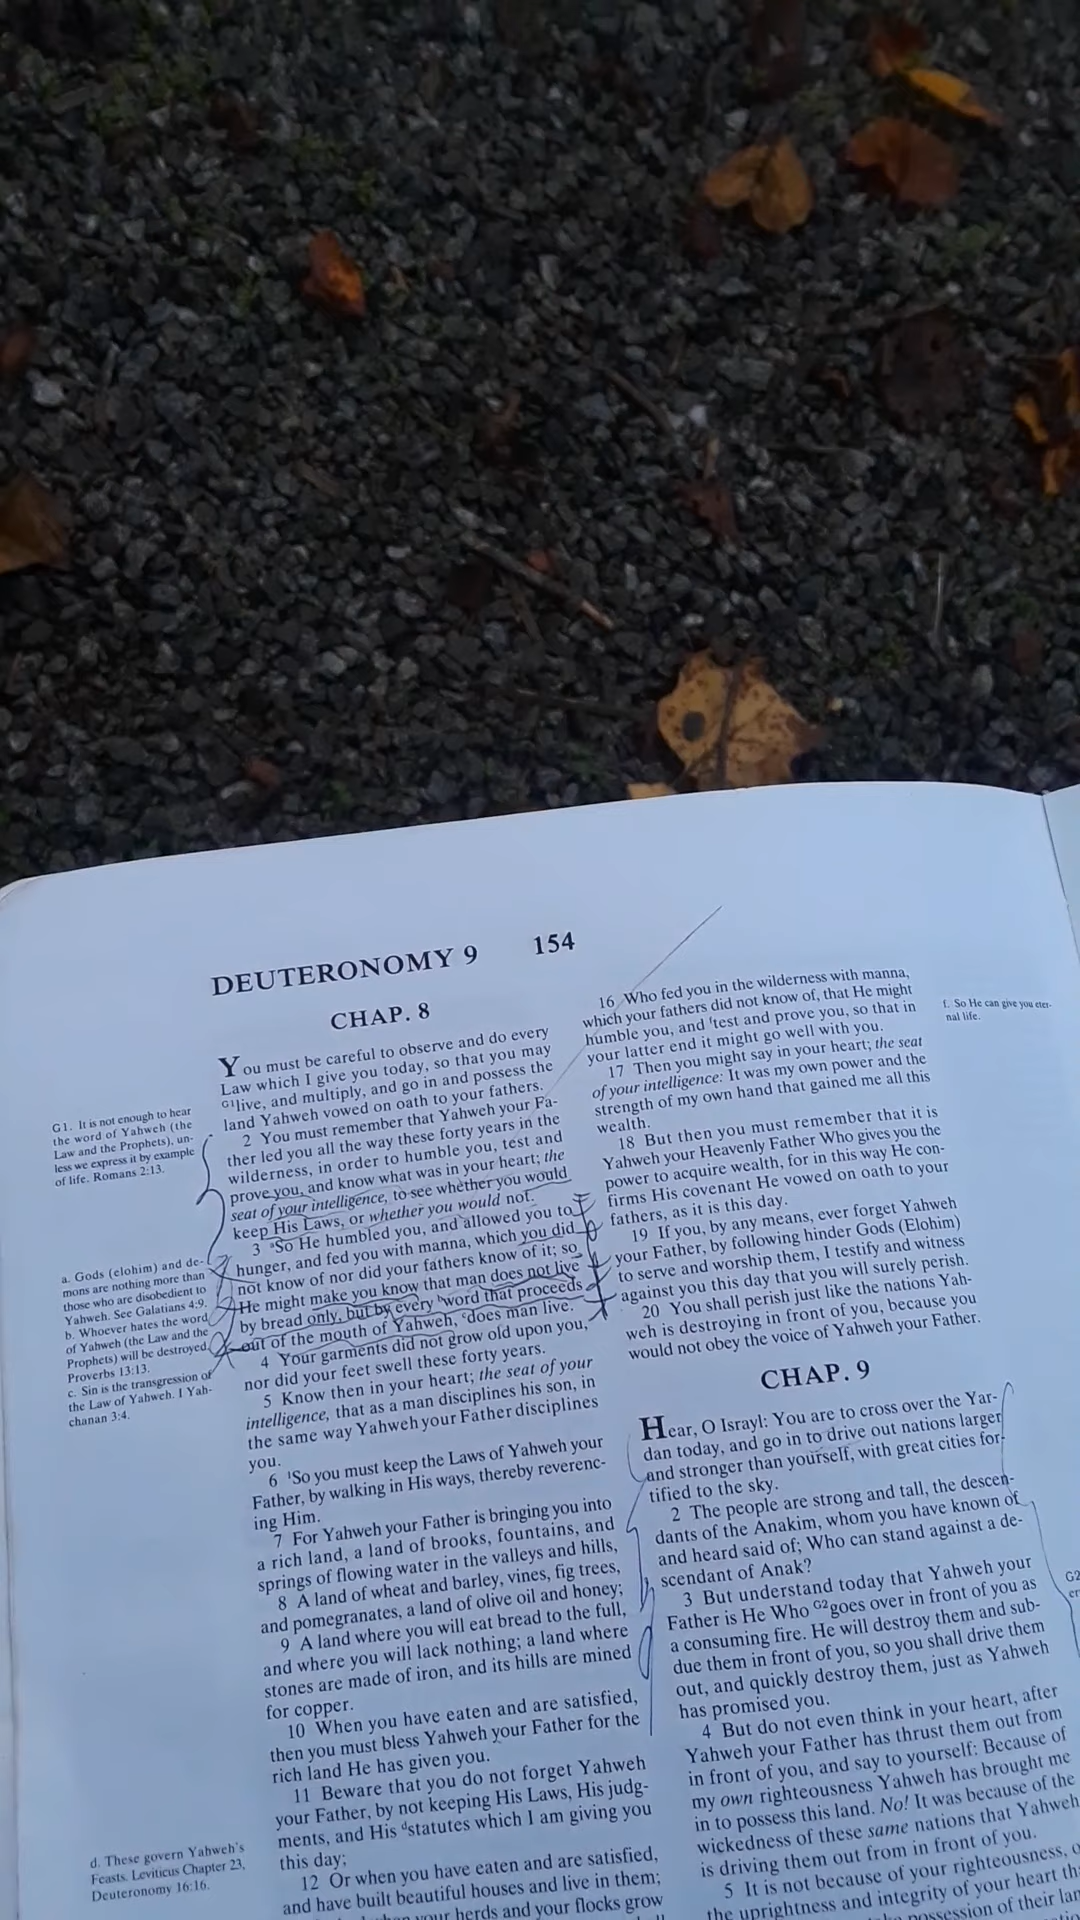 DEUTERONOMY 9 154
CHAP. 8
You must be careful to observe and do every
Law which I give you today, so that you may
G1live, and multiply, and go in and possess the
land Yahweh vowed on oath to your fathers.
2 You must remember that Yahweh your Fa-
ther led you all the way these forty years in the
wilderness, in order to humble you, test and
prove you, and know what was in your heart; the
seat of your intelligence, to see whether you would
keep His Laws, or whether you would not.
3 aSo He humbled you, and allowed you to
hunger, and fed you with manna, which you did
not know of nor did your fathers know of it; so
He might make you know that man does not live
by bread only, but by every bword that proceeds
out of the mouth of Yahweh, cdoes man live.
4 Your garments did not grow old upon you,
nor did your feet swell these forty years.
5 Know then in your heart; the seat of your
intelligence, that as a man disciplines his son, in
the same way Yahweh your Father disciplines
you.
6 1So you must keep the Laws of Yahweh your
Father, by walking in His ways, thereby reverenc-
ing Him.
7 For Yahweh your Father is bringing you into
a rich land, a land of brooks, fountains, and
springs of flowing water in the valleys and hills,
8 A land of wheat and barley, vines, fig trees,
and pomegranates, a land of olive oil and honey;
9 A land where you will eat bread to the full,
and where you will lack nothing; a land where
stones are made of iron, and its hills are mined
for copper.
10 When you have eaten and are satisfied,
then you must bless Yahweh your Father for the
rich land He has given you.
11 Beware that you do not forget Yahweh
your Father, by not keeping His Laws, His judg-
ments, and His dstatutes which I am giving you
this day;
12 Or when you have eaten and are satisfied,
and have built beautiful houses and live in them;
your herds and your flocks grow
G1. It is not enough to hear
the word of Yahweh (the
Law and the Prophets), un-
less we express it by example
of life. Romans 2:13.
a. Gods (elohim) and de-
mons are nothing more than
those who are disobedient to
Yahweh. See Galatians 4:9.
b. Whoever hates the word
of Yahweh (the Law and the
Prophets) will be destroyed.
Proverbs 13:13.
c. Sin is the transgression of
the Law of Yahweh. I Yah-
chanan 3:4.
d. These govern Yahweh's
Feasts. Leviticus Chapter 23,
Deuteronomy 16:16.
16 Who fed you in the wilderness with manna,
which your fathers did not know of, that He might
humble you, and ftest and prove you, so that in
your latter end it might go well with you.
17 Then you might say in your heart; the seat
of your intelligence: It was my own power and the
strength of my own hand that gained me all this
wealth.
18 But then you must remember that it is
Yahweh your Heavenly Father Who gives you the
power to acquire wealth, for in this way He con-
firms His covenant He vowed on oath to your
fathers, as it is this day.
19 If you, by any means, ever forget Yahweh
your Father, by following hinder Gods (Elohim)
to serve and worship them, I testify and witness
against you this day that you will surely perish.
20 You shall perish just like the nations Yah-
weh is destroying in front of you, because you
would not obey the voice of Yahweh your Father.
f. So He can give you eter-
nal life.
CHAP. 9
Hear, O Israyl: You are to cross over the Yar-
dan today, and go in to drive out nations larger
and stronger than yourself, with great cities for-
tified to the sky.
2 The people are strong and tall, the descen-
dants of the Anakim, whom you have known of
and heard said of; Who can stand against a de-
scendant of Anak?
3 But understand today that Yahweh your
Father is He Who G2goes over in front of you as
a consuming fire. He will destroy them and sub-
due them in front of you, so you shall drive them
out, and quickly destroy them, just as Yahweh
has promised you.
4 But do not even think in your heart, after
Yahweh your Father has thrust them out from
in front of you, and say to yourself: Because of
my own righteousness Yahweh has brought me
in to possess this land. No! It was because of the
wickedness of these same nations that Yahweh
is driving them out from in front of you.
5 It is not because of your righteousness,
the uprightness and integrity of your heart
possession of their
G2